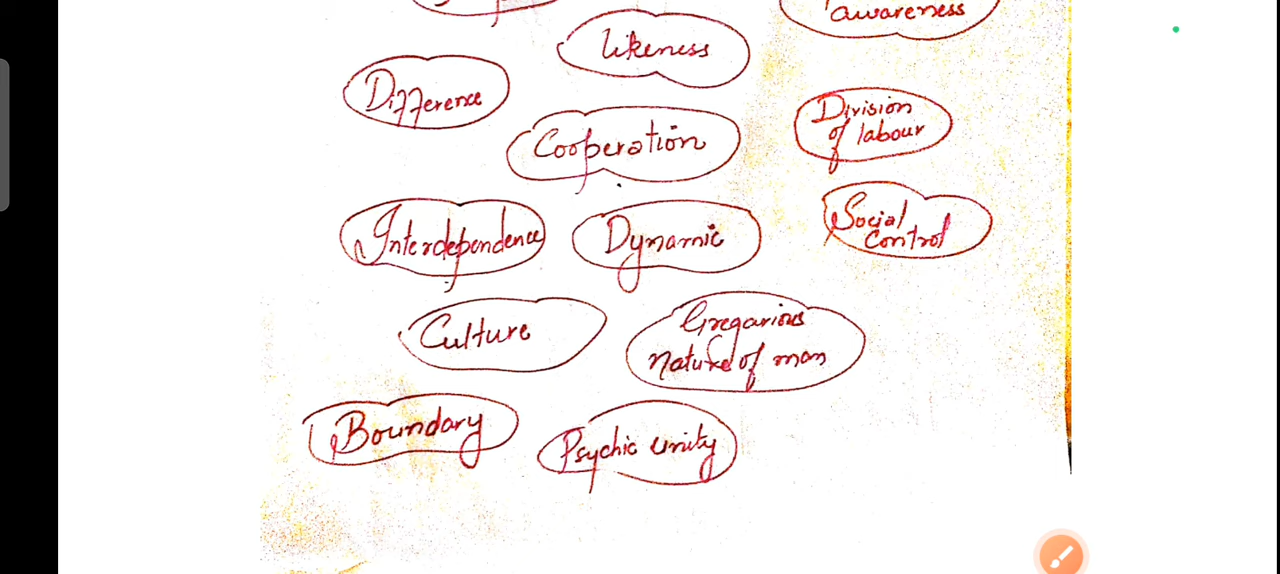 awareness
likeness
Difference
Cooperation
Division
of labour
Interdependence
Dynamic
Social
control
Culture
Gregarious
nature of man
Boundary
Psychic unity